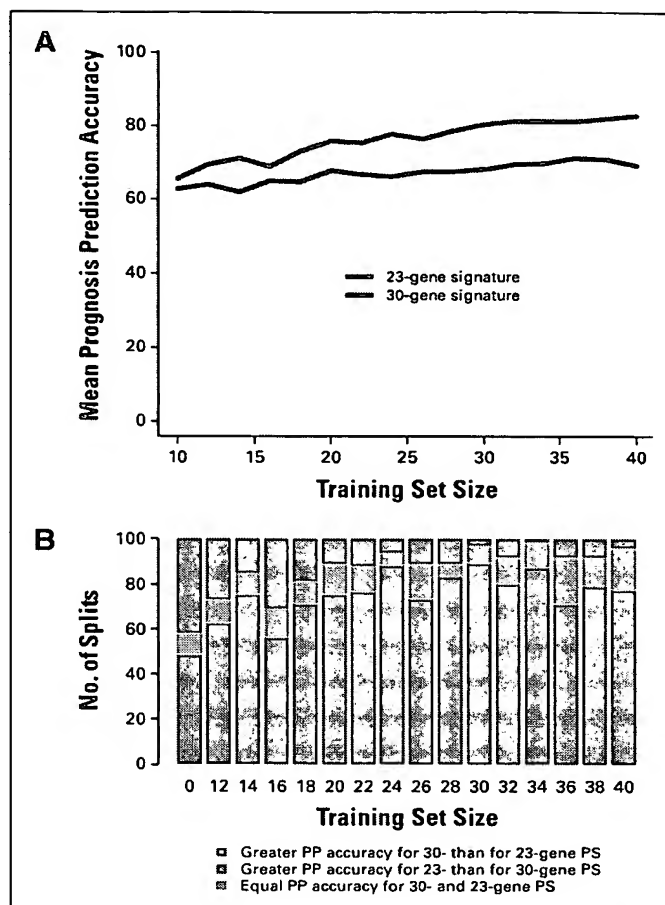 A
Mean Prognosis Prediction Accuracy
100
80
60
40
20
0
23-gene signature
30-gene signature
10 15 20 25 30 35 40
Training Set Size
B
No. of Splits
100
80
60
40
20
0
0 12 14 16 18 20 22 24 26 28 30 32 34 36 38 40
Training Set Size
Greater PP accuracy for 30- than for 23-gene PS
Greater PP accuracy for 23- than for 30-gene PS
Equal PP accuracy for 30- and 23-gene PS